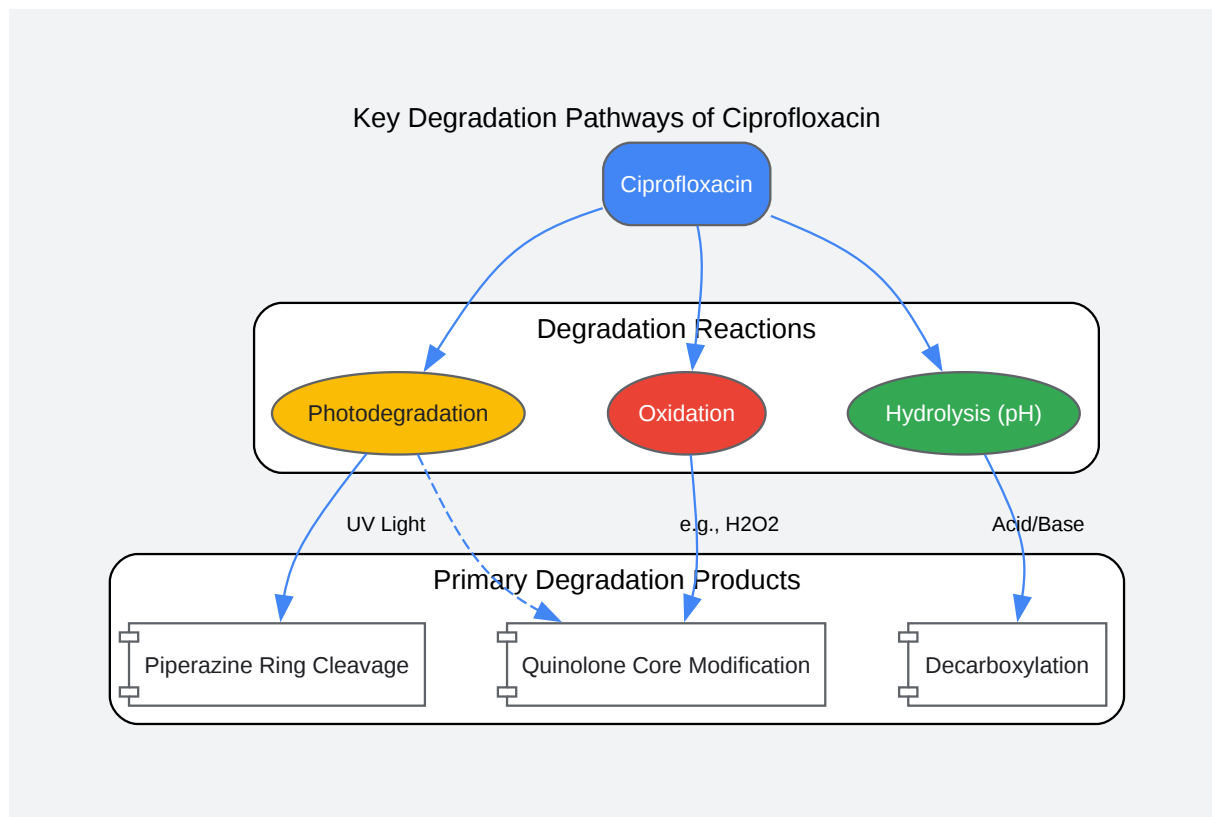 Key Degradation Pathways of Ciprofloxacin
Ciprofloxacin
Degradation Reactions
Photodegradation
Oxidation
Hydrolysis (pH)
UV Light
e.g., H2O2
Acid/Base
Primary Degradation Products
Piperazine Ring Cleavage
Quinolone Core Modification
Decarboxylation